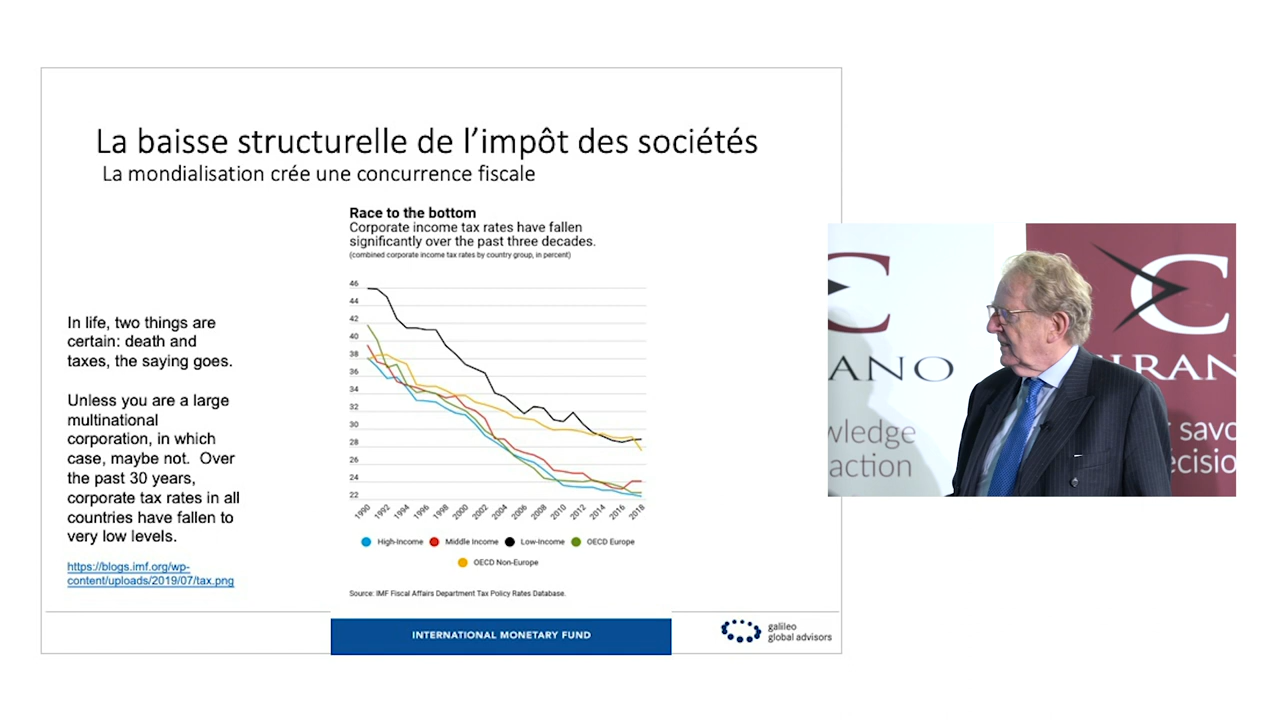 La baisse structurelle de l’impôt des sociétés
La mondialisation crée une concurrence fiscale
Race to the bottom
Corporate income tax rates have fallen
significantly over the past three decades.
(combined corporate income tax rates by country group, in percent)
In life, two things are
certain: death and
taxes, the saying goes.
Unless you are a large
multinational
corporation, in which
case, maybe not. Over
the past 30 years,
corporate tax rates in all
countries have fallen to
very low levels.
https://blogs.imf.org/wp-
content/uploads/2019/07/tax.png
46
44
42
40
38
36
34
32
30
28
26
24
22
1990 1992 1994 1996 1998 2000 2002 2004 2006 2008 2010 2012 2014 2016 2018
High-Income Middle Income Low-Income OECD Europe
OECD Non-Europe
Source: IMF Fiscal Affairs Department Tax Policy Rates Database.
INTERNATIONAL MONETARY FUND
galileo
global advisors
C
ANO
wledge
action
C
IRAN
r savo
écisio